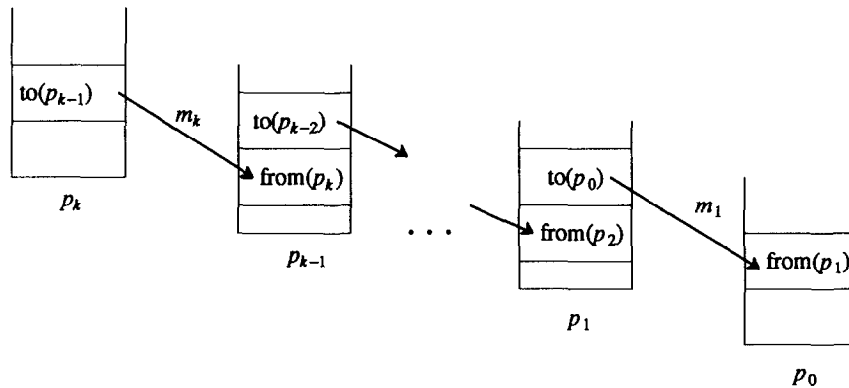 to(p_{k-1})
m_k
p_k
to(p_{k-2})
from(p_k)
p_{k-1}
. . .
to(p_0)
from(p_2)
p_1
m_1
from(p_1)
p_0